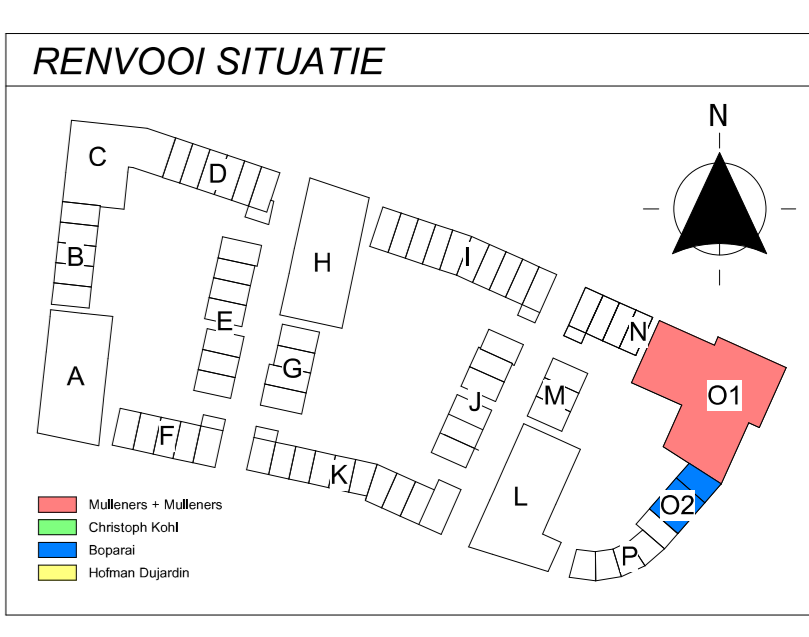 RENVOOI SITUATIE
N
C
D
B
H
I
E
N
A
G
O1
M
J
F
K
L
O2
P
Mulleners + Mulleners
Christoph Kohl
Boparai
Hofman Dujardin